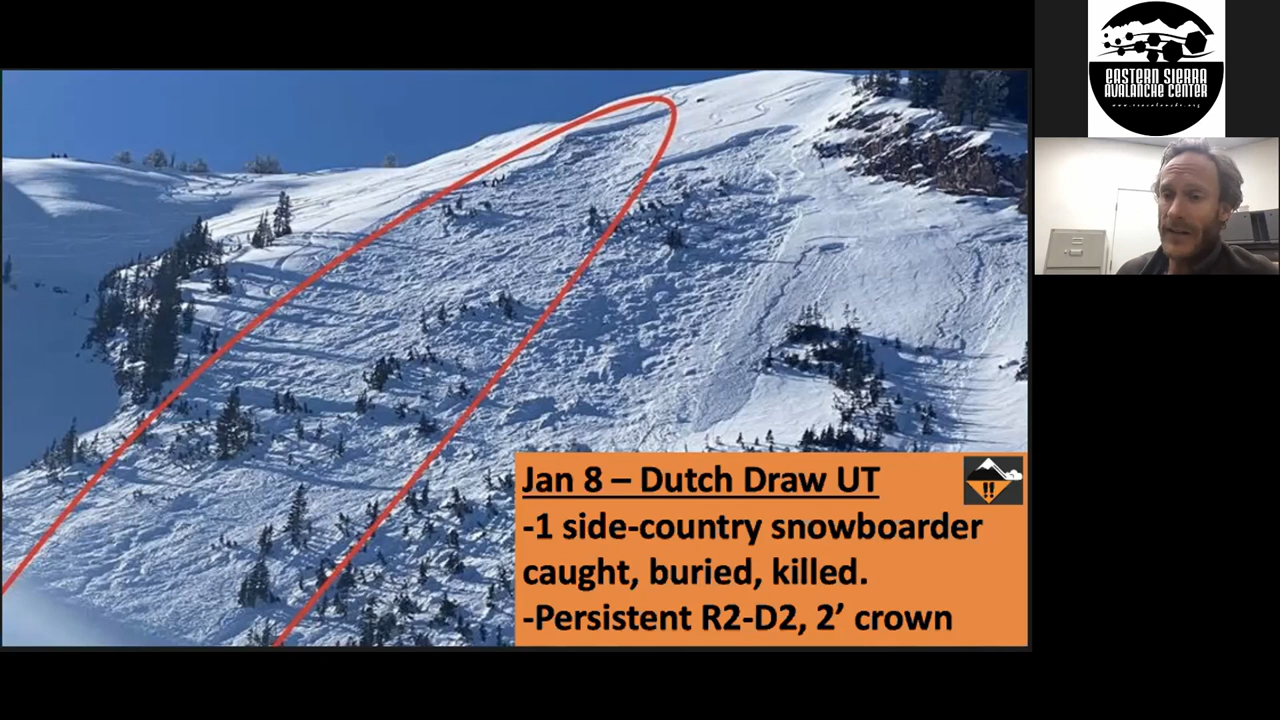 EASTERN SIERRA
AVALANCHE CENTER
Jan 8 – Dutch Draw UT
-1 side-country snowboarder
caught, buried, killed.
-Persistent R2-D2, 2’ crown